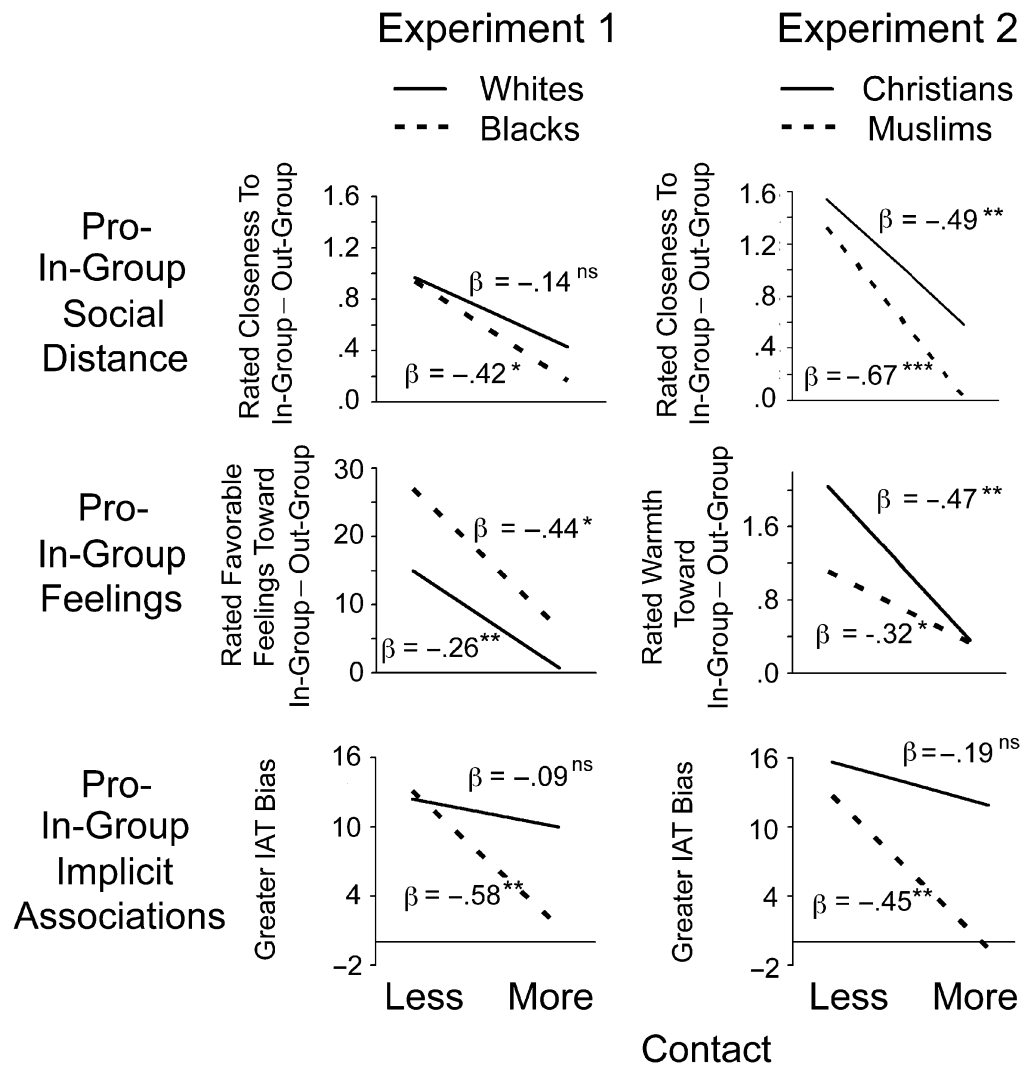 Experiment 1
Experiment 2
Whites
Blacks
Christians
Muslims
Pro-
In-Group
Social
Distance
Rated Closeness To
In-Group – Out-Group
1.6
1.2
.8
.4
.0
β = –.14 ns
β = –.42 *
Rated Closeness To
In-Group – Out-Group
1.6
1.2
.8
.4
.0
β = –.49 **
β = –.67 ***
Pro-
In-Group
Feelings
Rated Favorable
Feelings Toward
In-Group – Out-Group
30
20
10
0
β = –.44 *
β = –.26 **
Rated Warmth
Toward
In-Group – Out-Group
1.6
.8
.0
β = –.47 **
β = -.32 *
Pro-
In-Group
Implicit
Associations
Greater IAT Bias
16
10
4
–2
β = –.09 ns
β = –.58 **
Greater IAT Bias
16
10
4
–2
β = –.19 ns
β = –.45 **
Less More
Less More
Contact